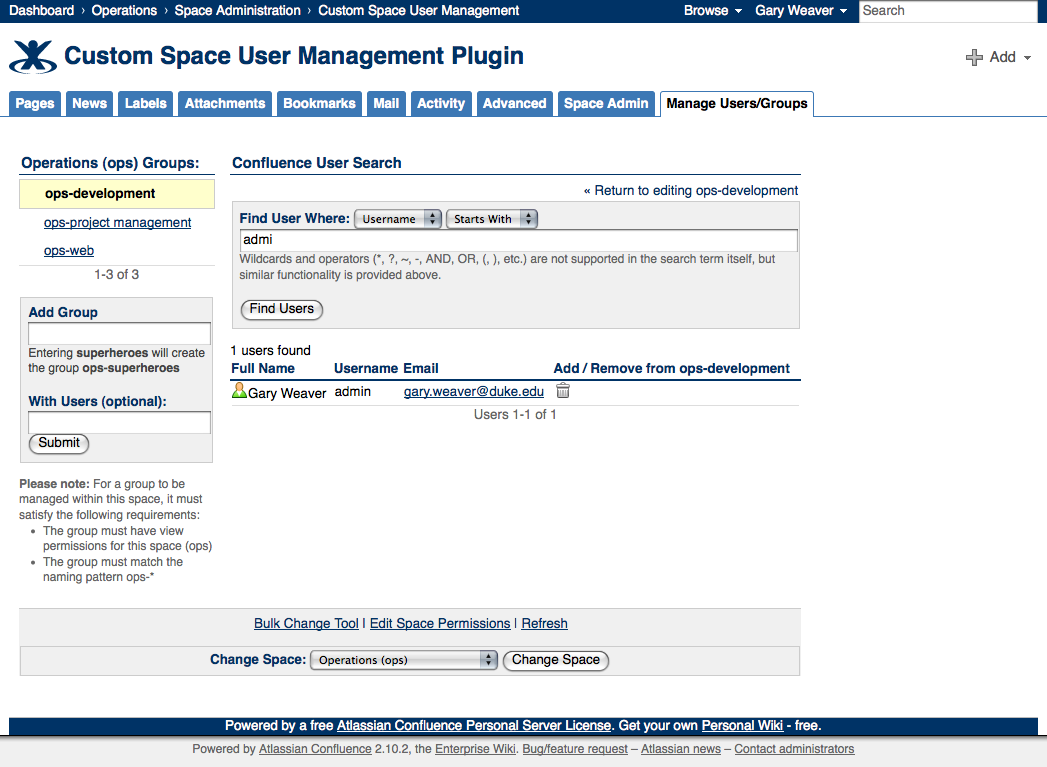 Dashboard › Operations › Space Administration › Custom Space User Management
Browse Gary Weaver Search
Custom Space User Management Plugin
Add
Pages News Labels Attachments Bookmarks Mail Activity Advanced Space Admin Manage Users/Groups
Operations (ops) Groups:
ops-development
ops-project management
ops-web
1-3 of 3
Add Group
Entering superheroes will create
the group ops-superheroes
With Users (optional):
Submit
Please note: For a group to be
managed within this space, it must
satisfy the following requirements:
• The group must have view
permissions for this space (ops)
• The group must match the
naming pattern ops-*
Confluence User Search
« Return to editing ops-development
Find User Where: Username Starts With
admi
Wildcards and operators (*, ?, ~, -, AND, OR, (, ), etc.) are not supported in the search term itself, but
similar functionality is provided above.
Find Users
1 users found
Full Name Username Email Add / Remove from ops-development
Gary Weaver admin gary.weaver@duke.edu
Users 1-1 of 1
Bulk Change Tool | Edit Space Permissions | Refresh
Change Space: Operations (ops) Change Space
Powered by a free Atlassian Confluence Personal Server License. Get your own Personal Wiki - free.
Powered by Atlassian Confluence 2.10.2, the Enterprise Wiki. Bug/feature request – Atlassian news – Contact administrators